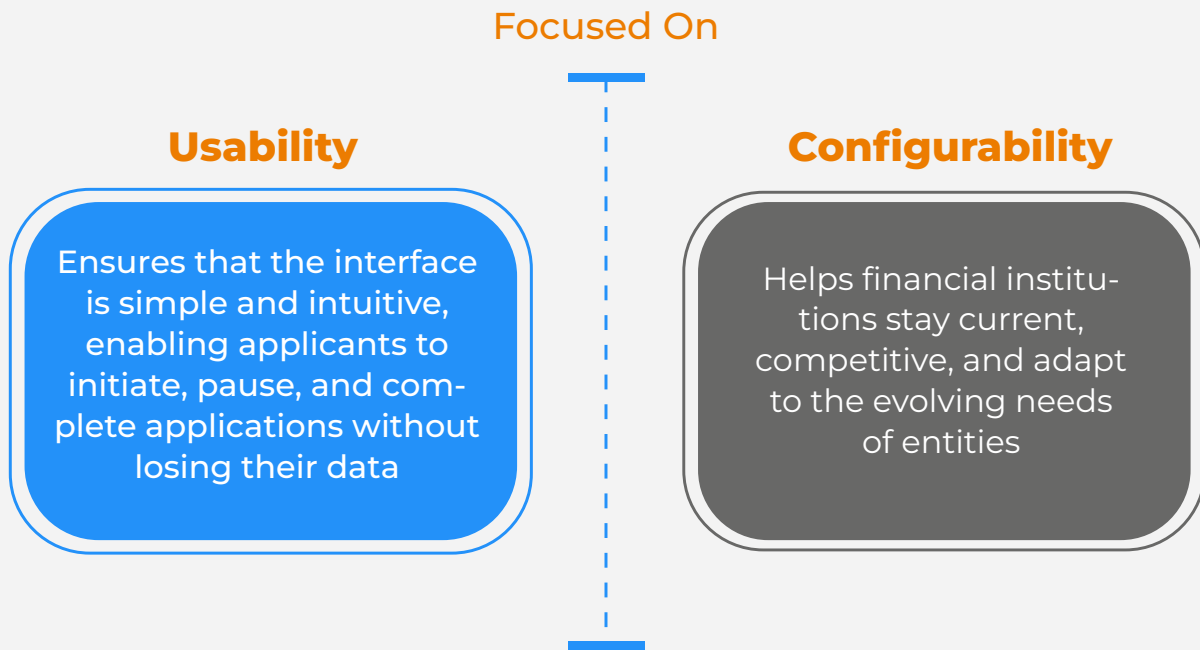 Focused On
Usability
Ensures that the interface
is simple and intuitive,
enabling applicants to
initiate, pause, and com-
plete applications without
losing their data
Configurability
Helps financial institu-
tions stay current,
competitive, and adapt
to the evolving needs
of entities